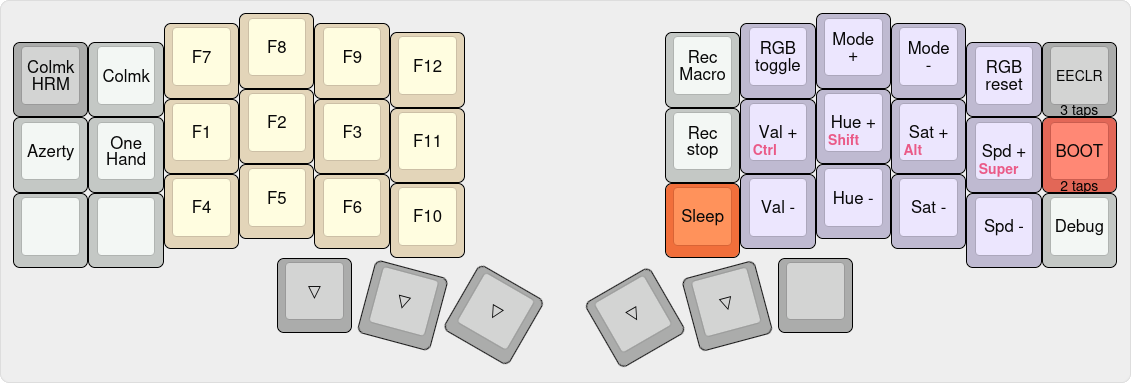 Colmk
HRM
Colmk
F7
F8
F9
F12
Azerty
One
Hand
F1
F2
F3
F11
F4
F5
F6
F10
▽
▽
▽
Rec
Macro
RGB
toggle
Mode
+
Mode
-
RGB
reset
EECLR
3 taps
Rec
stop
Val +
Ctrl
Hue +
Shift
Sat +
Alt
Spd +
Super
BOOT
2 taps
Sleep
Val -
Hue -
Sat -
Spd -
Debug
▽
▽